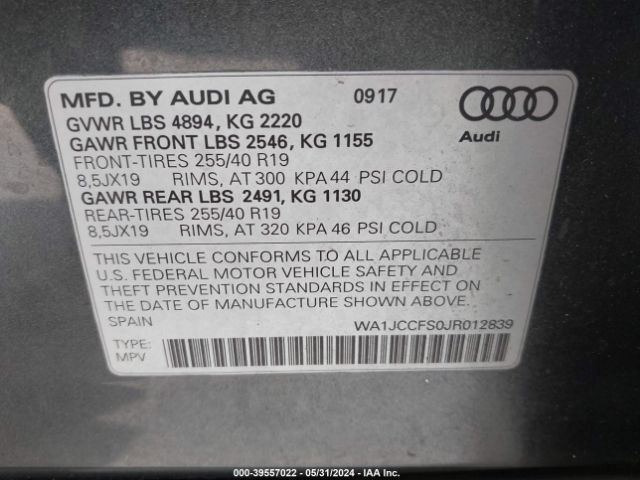 MFD. BY AUDI AG 0917
GVWR LBS 4894, KG 2220
GAWR FRONT LBS 2546, KG 1155
Audi
FRONT-TIRES 255/40 R19
8,5JX19 RIMS, AT 300 KPA 44 PSI COLD
GAWR REAR LBS 2491, KG 1130
REAR-TIRES 255/40 R19
8,5JX19 RIMS, AT 320 KPA 46 PSI COLD
THIS VEHICLE CONFORMS TO ALL APPLICABLE
U.S. FEDERAL MOTOR VEHICLE SAFETY AND
THEFT PREVENTION STANDARDS IN EFFECT ON
THE DATE OF MANUFACTURE SHOWN ABOVE.
SPAIN WA1JCCFS0JR012839
TYPE:
MPV
000-39557022 - 05/31/2024 - IAA Inc.